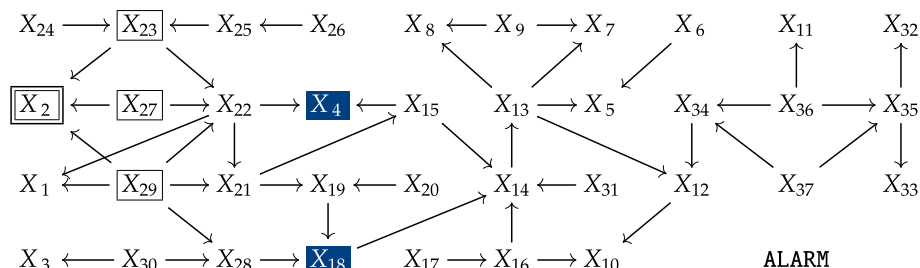 X24 X23 X25 X26 X8 X9 X7 X6 X11 X32
X2 X27 X22 X4 X15 X13 X5 X34 X36 X35
X1 X29 X21 X19 X20 X14 X31 X12 X37 X33
X3 X30 X28 X18 X17 X16 X10 ALARM